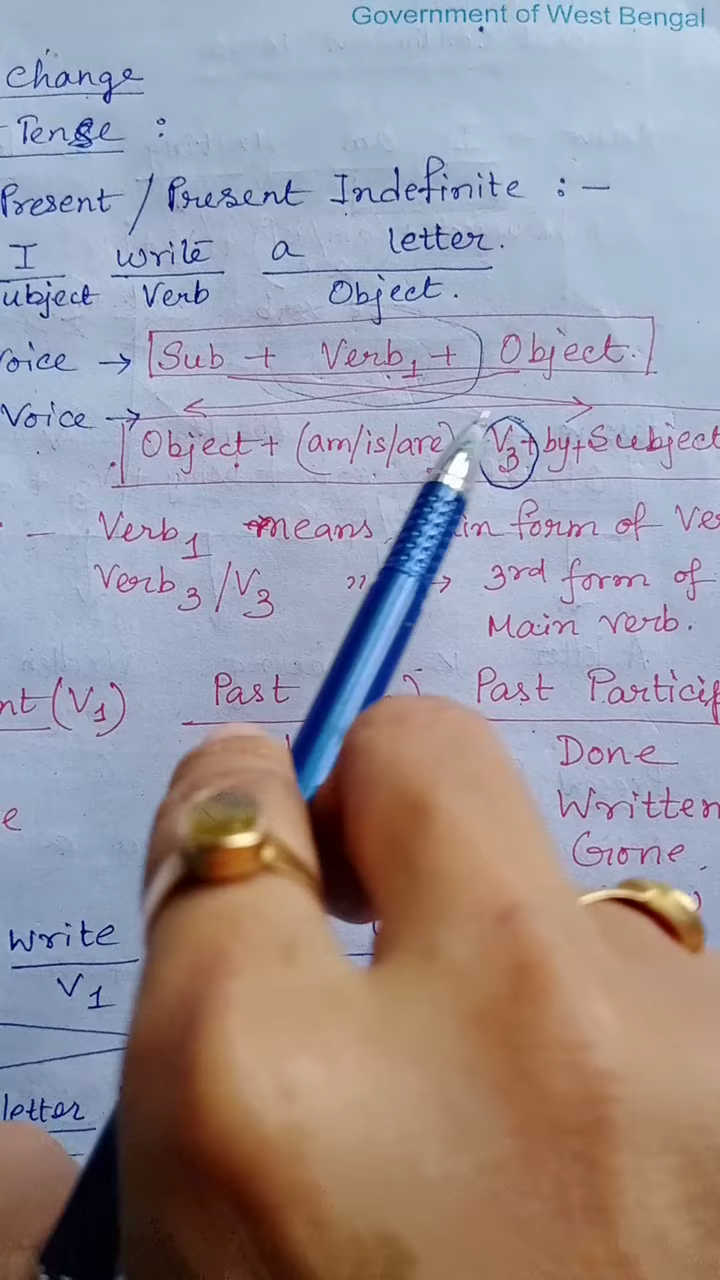 Government of West Bengal
Change
Tense :
Present / Present Indefinite : -
I write a letter.
ubject Verb Object.
oice → Sub + Verb1 + Object.
Voice →
Object + (am/is/are) V3 + by + Subject
- Verb1 means in form of Ve
Verb3/V3 " → 3rd form of
Main verb.
nt (V1) Past Past Particip
Done
e Written
Gone.
Write
V1
letter